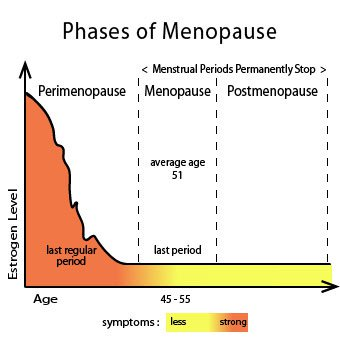 Phases of Menopause
< Menstrual Periods Permanently Stop >
Perimenopause
Menopause
Postmenopause
average age
51
Estrogen Level
last regular
period
last period
Age
45 - 55
symptoms :
less
strong